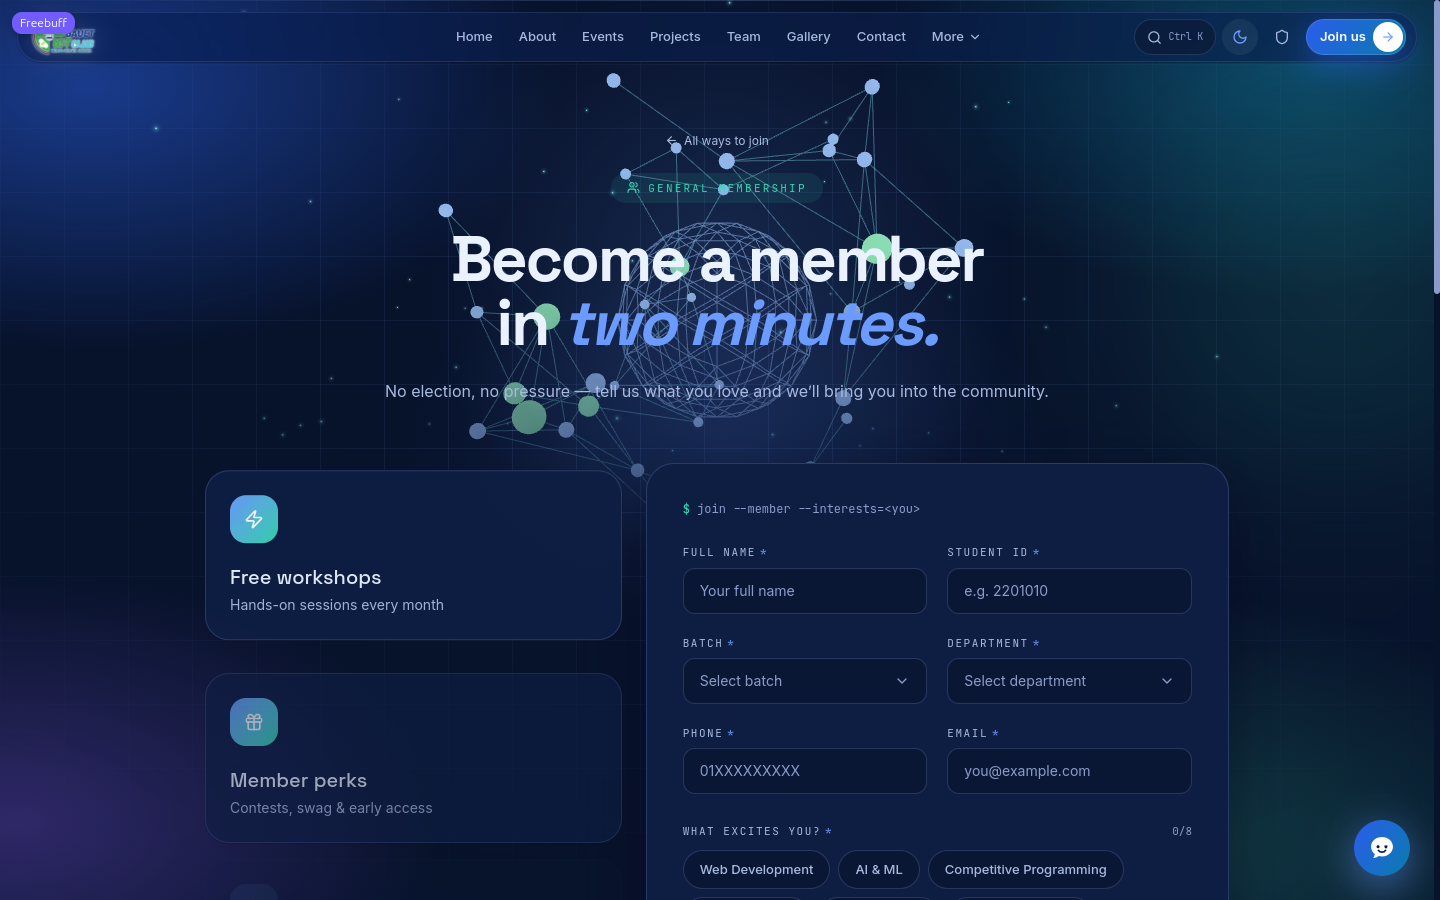 Freebuff
Home About Events Projects Team Gallery Contact More
Ctrl K
Join us
All ways to join
GENERAL MEMBERSHIP
Become a member
in two minutes.
No election, no pressure — tell us what you love and we’ll bring you into the community.
Free workshops
Hands-on sessions every month
Member perks
Contests, swag & early access
$ join --member --interests=<you>
FULL NAME * STUDENT ID *
Your full name e.g. 2201010
BATCH * DEPARTMENT *
Select batch Select department
PHONE * EMAIL *
01XXXXXXXXX you@example.com
WHAT EXCITES YOU? * 0/8
Web Development AI & ML Competitive Programming